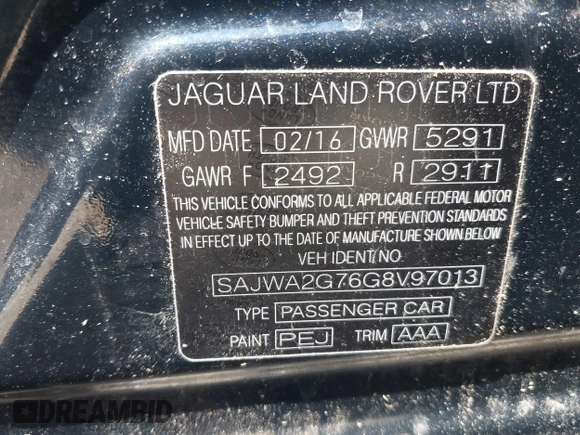 JAGUAR LAND ROVER LTD
MFD DATE 02/16 GVWR 5291
GAWR F 2492 R 2911
THIS VEHICLE CONFORMS TO ALL APPLICABLE FEDERAL MOTOR
VEHICLE SAFETY BUMPER AND THEFT PREVENTION STANDARDS
IN EFFECT UP TO THE DATE OF MANUFACTURE SHOWN BELOW
VEH IDENT/NO
SAJWA2G76G8V97013
TYPE PASSENGER CAR
PAINT PEJ TRIM AAA
DREAMBID